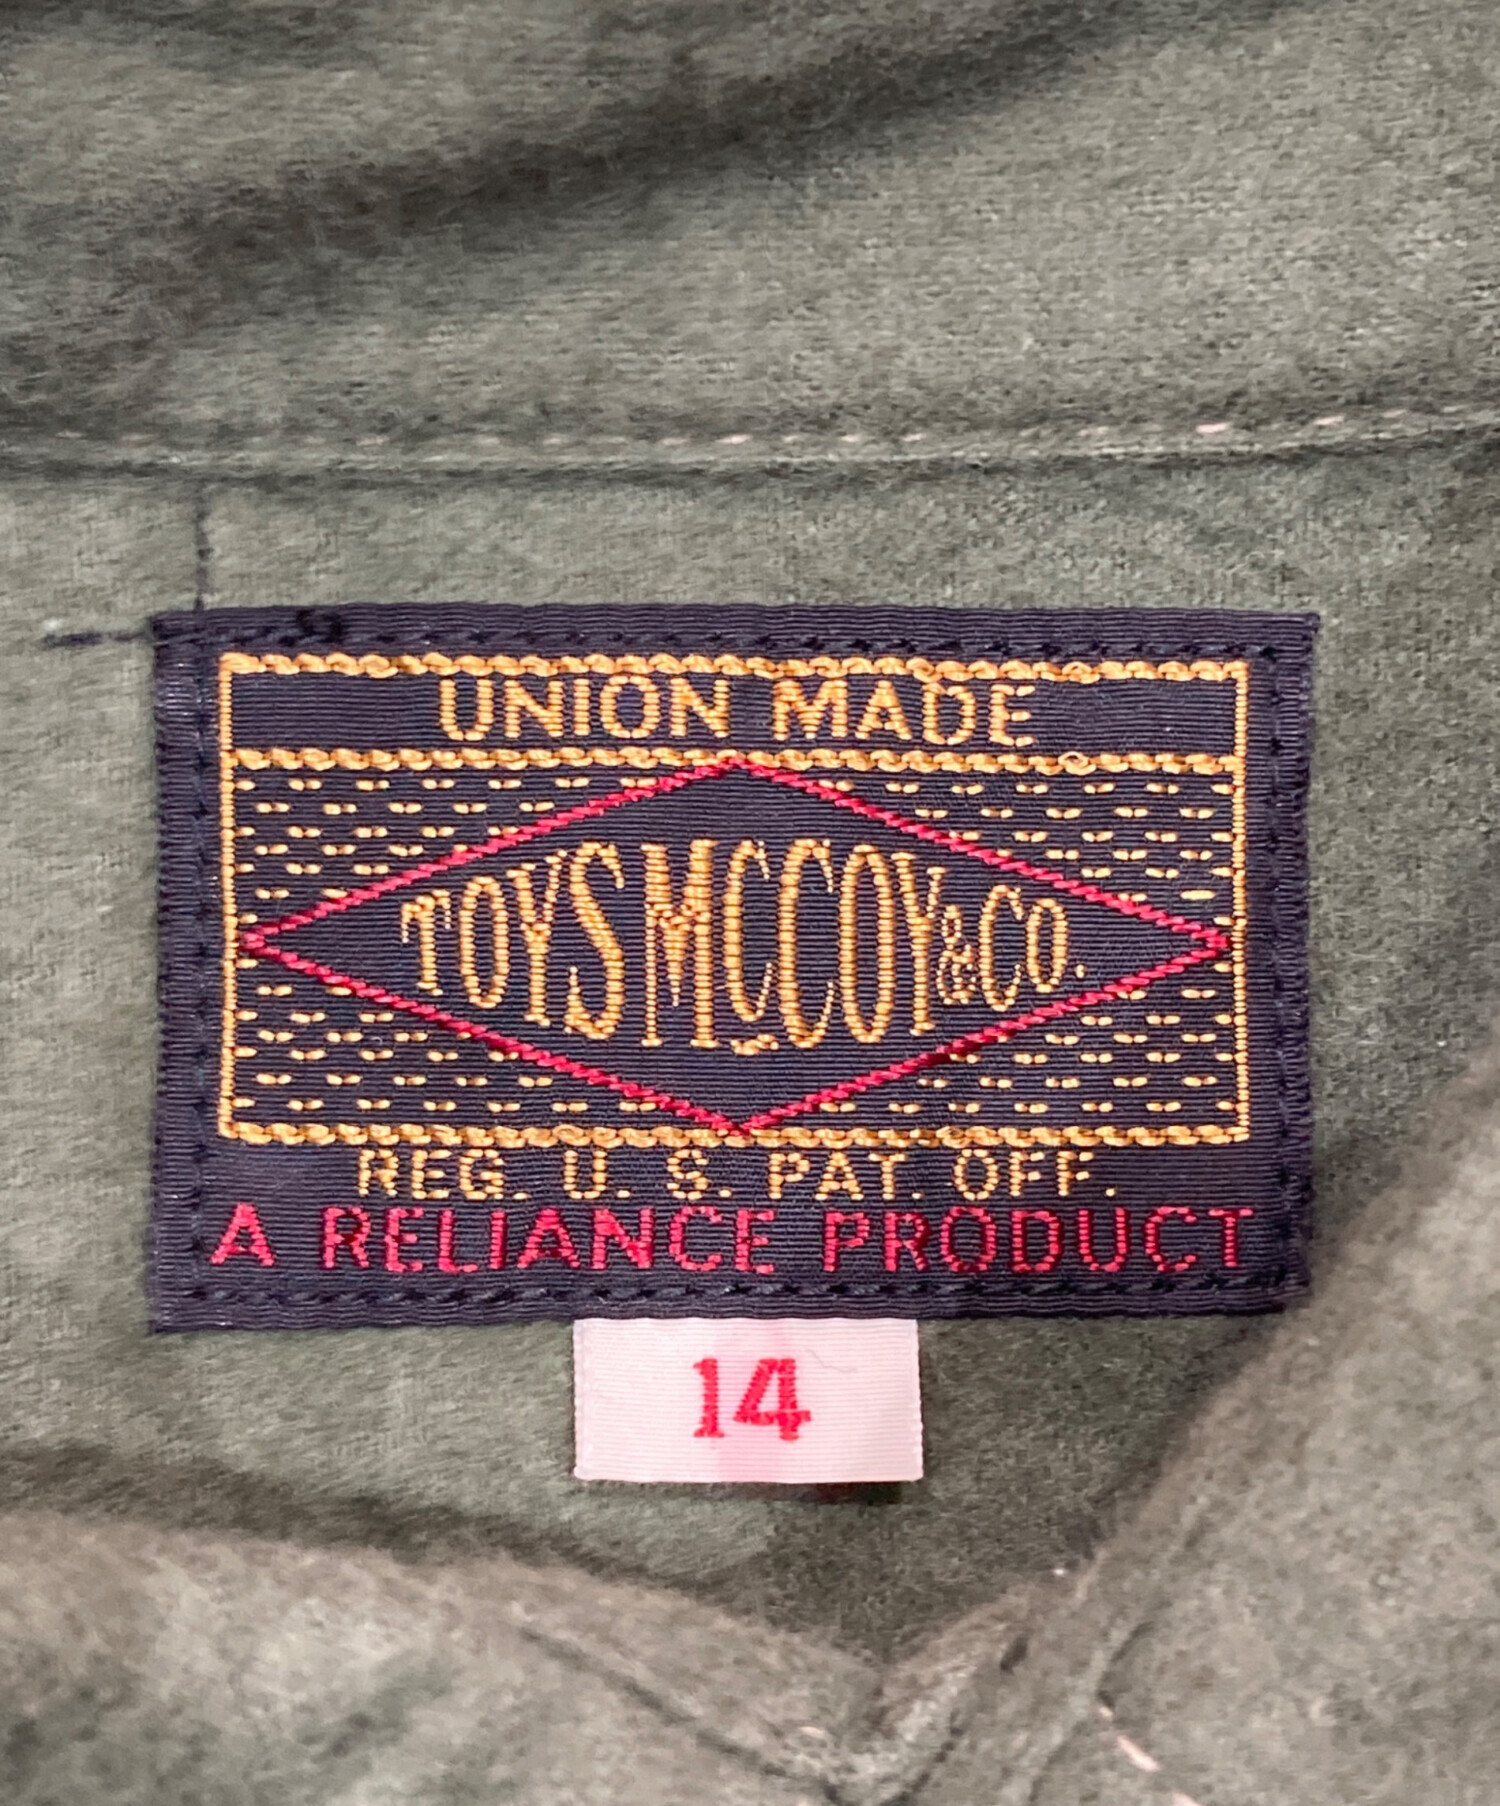 UNION MADE
TOYS McCOY & Co.
REG. U. S. PAT. OFF.
A RELIANCE PRODUCT
14